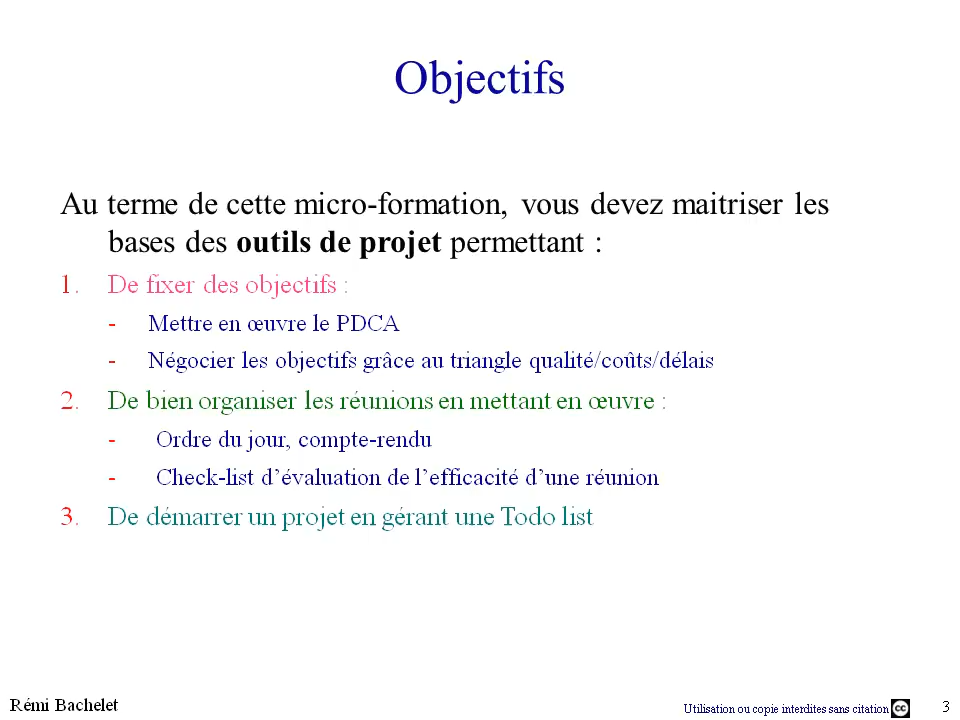 Objectifs
Au terme de cette micro-formation, vous devez maitriser les
bases des outils de projet permettant :
1. De fixer des objectifs :
- Mettre en œuvre le PDCA
- Négocier les objectifs grâce au triangle qualité/coûts/délais
2. De bien organiser les réunions en mettant en œuvre :
- Ordre du jour, compte-rendu
- Check-list d’évaluation de l’efficacité d’une réunion
3. De démarrer un projet en gérant une Todo list
Rémi Bachelet
Utilisation ou copie interdites sans citation cc
3